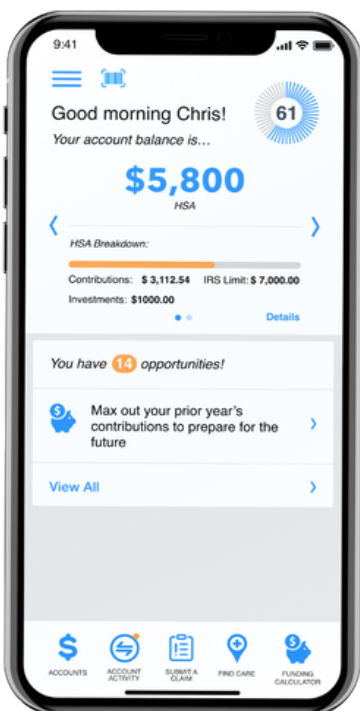 9:41
Good morning Chris!
61
Your account balance is...
$5,800
HSA
HSA Breakdown:
Contributions: $ 3,112.54 IRS Limit: $ 7,000.00
Investments: $1000.00
Details
You have 14 opportunities!
$
Max out your prior year's
contributions to prepare for the
future
View All
$
$
ACCOUNTS
ACCOUNT
ACTIVITY
SUBMIT A
CLAIM
FIND CARE
FUNDING
CALCULATOR